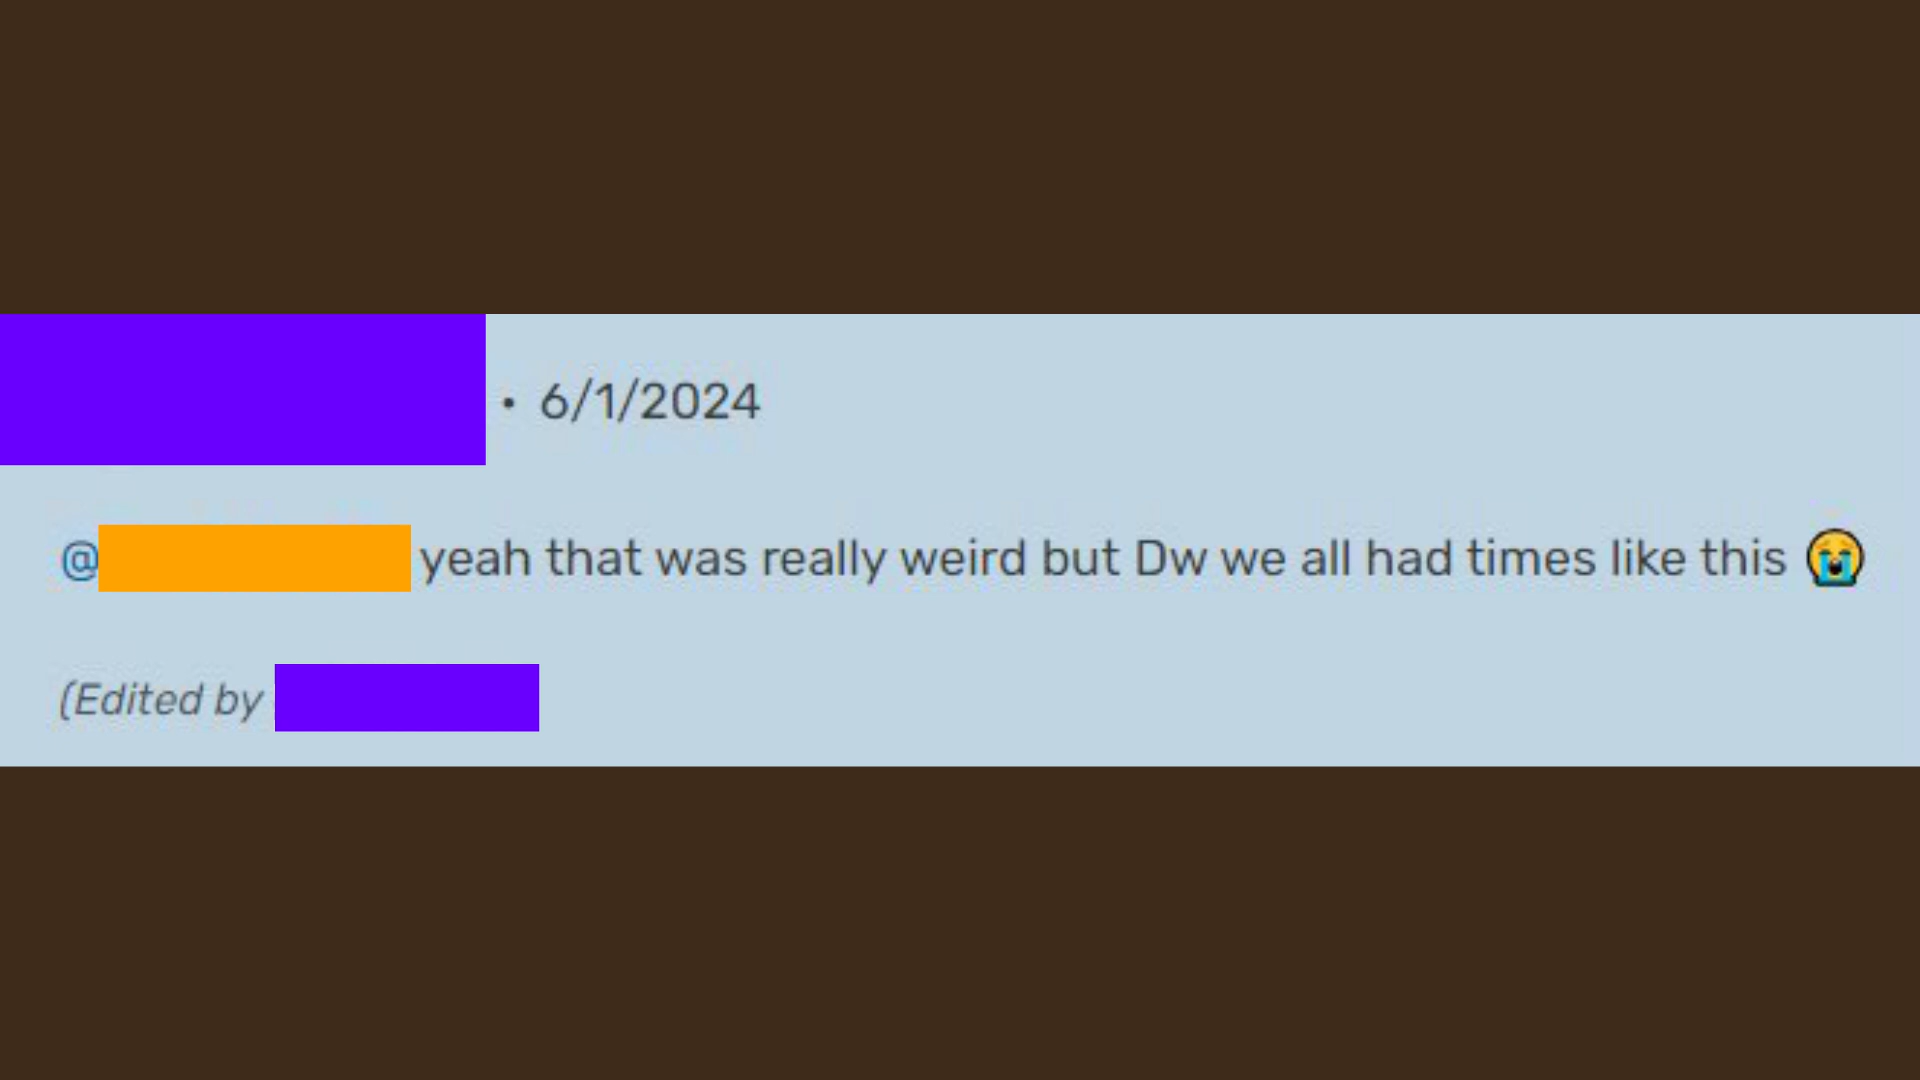 • 6/1/2024
@ yeah that was really weird but Dw we all had times like this 😭
(Edited by